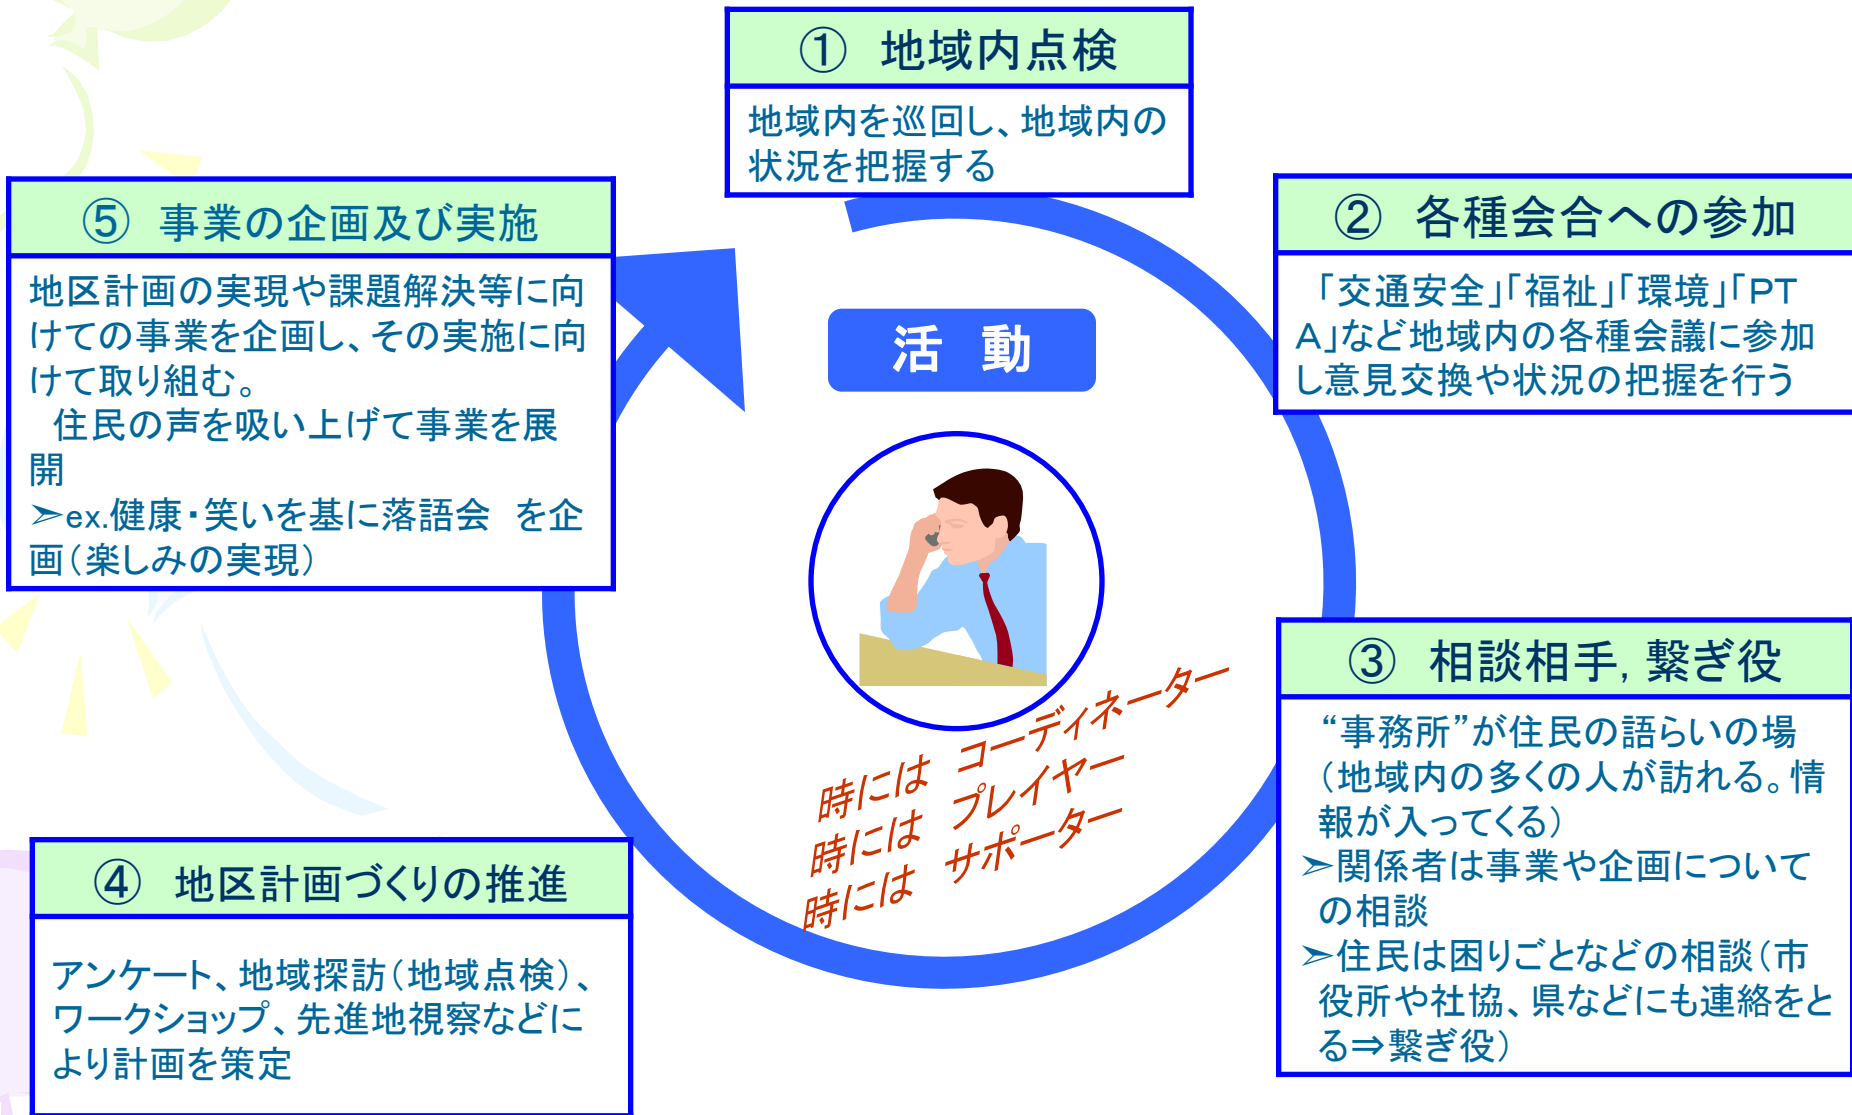 ① 地域内点検
地域内を巡回し、地域内の
状況を把握する
② 各種会合への参加
「交通安全」「福祉」「環境」「PT
A」など地域内の各種会議に参加
し意見交換や状況の把握を行う
③ 相談相手, 繋ぎ役
“事務所”が住民の語らいの場
（地域内の多くの人が訪れる。情
報が入ってくる）
➢関係者は事業や企画について
の相談
➢住民は困りごとなどの相談（市
役所や社協、県などにも連絡をと
る⇒繋ぎ役）
④ 地区計画づくりの推進
アンケート、地域探訪（地域点検）、
ワークショップ、先進地視察などに
より計画を策定
⑤ 事業の企画及び実施
地区計画の実現や課題解決等に向
けての事業を企画し、その実施に向
けて取り組む。
住民の声を吸い上げて事業を展
開
➢ex.健康・笑いを基に落語会 を企
画（楽しみの実現）
活 動
時には コーディネーター
時には プレイヤー
時には サポーター